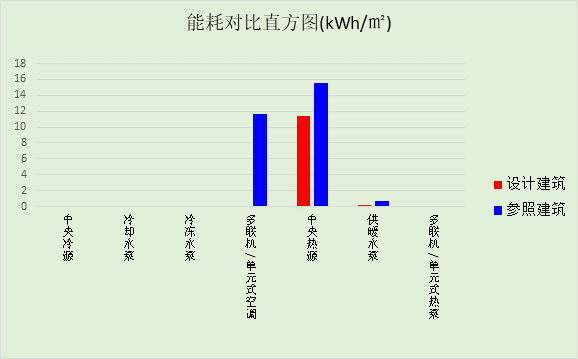 能耗对比直方图(kWh/㎡)
18
16
14
12
10
8
6
4
2
0
中央冷源
冷却水泵
冷冻水泵
多联机/单元式空调
中央热源
供暖水泵
多联机/单元式热泵
设计建筑
参照建筑